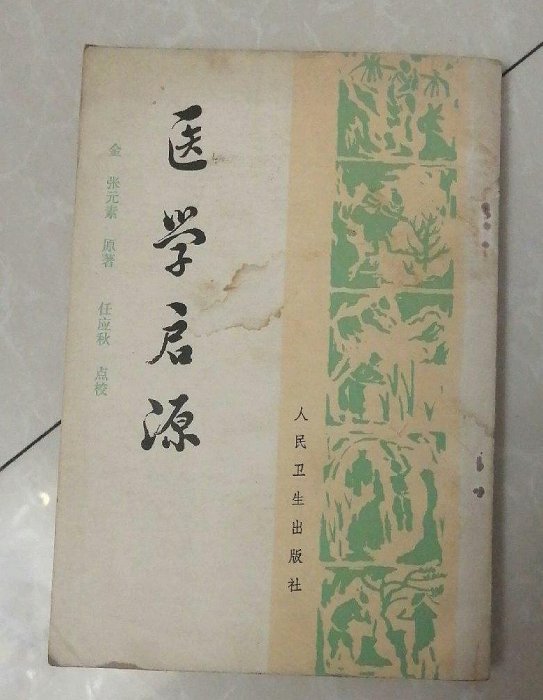 医学启源
金 张元素 原著 任应秋 点校
人民卫生出版社